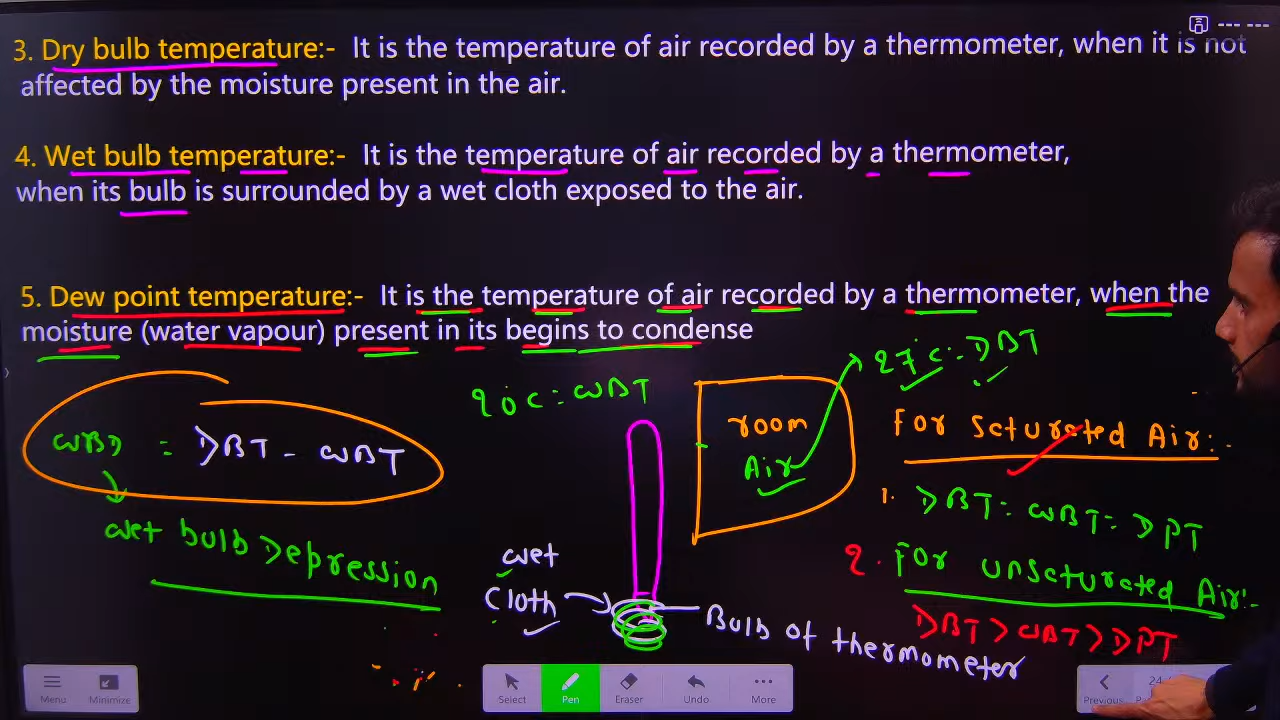 3. Dry bulb temperature:- It is the temperature of air recorded by a thermometer, when it is not
affected by the moisture present in the air.
4. Wet bulb temperature:- It is the temperature of air recorded by a thermometer,
when its bulb is surrounded by a wet cloth exposed to the air.
5. Dew point temperature:- It is the temperature of air recorded by a thermometer, when the
moisture (water vapour) present in its begins to condense
WBD = DBT - WBT
wet bulb Depression
20°C = WBT
wet
Cloth
Bulb of thermometer
room
Air
27°C = DBT
For Saturated Air:-
1. DBT = WBT = DPT
2. For unsaturated Air:-
DBT > WBT > DPT
Menu
Minimize
Select
Pen
Eraser
Undo
More
Previous
24